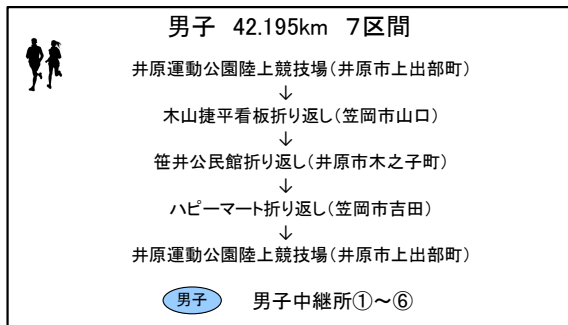 男子 42.195km 7区間
井原運動公園陸上競技場(井原市上出部町)
↓
木山捷平看板折り返し(笠岡市山口)
↓
笹井公民館折り返し(井原市木之子町)
↓
ハピーマート折り返し(笠岡市吉田)
↓
井原運動公園陸上競技場(井原市上出部町)
男子 男子中継所①～⑥